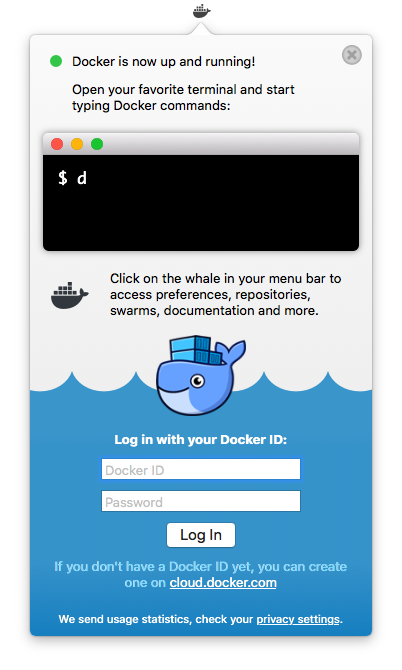 Docker is now up and running!
Open your favorite terminal and start
typing Docker commands:
$ d
Click on the whale in your menu bar to
access preferences, repositories,
swarms, documentation and more.
Log in with your Docker ID:
Docker ID
Password
Log In
If you don't have a Docker ID yet, you can create
one on cloud.docker.com
We send usage statistics, check your privacy settings.